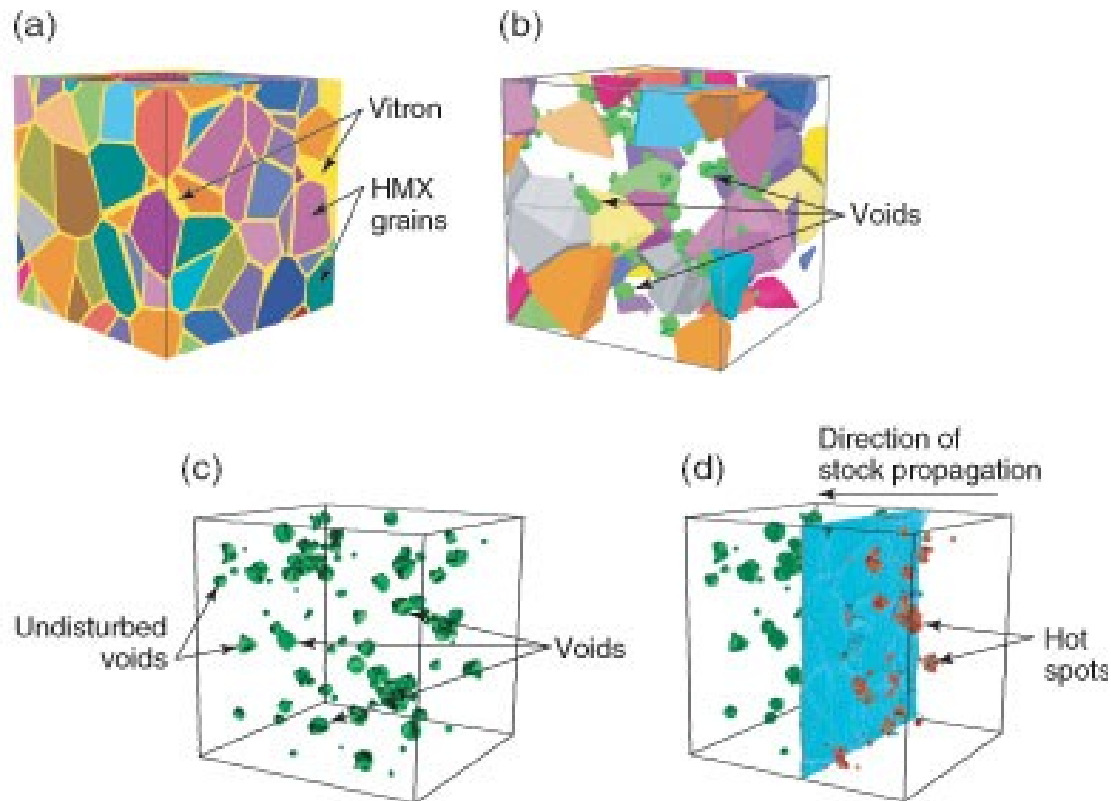 (a)
Vitron
HMX
grains
(b)
Voids
(c)
Undisturbed
voids
Voids
(d)
Direction of
stock propagation
Hot
spots